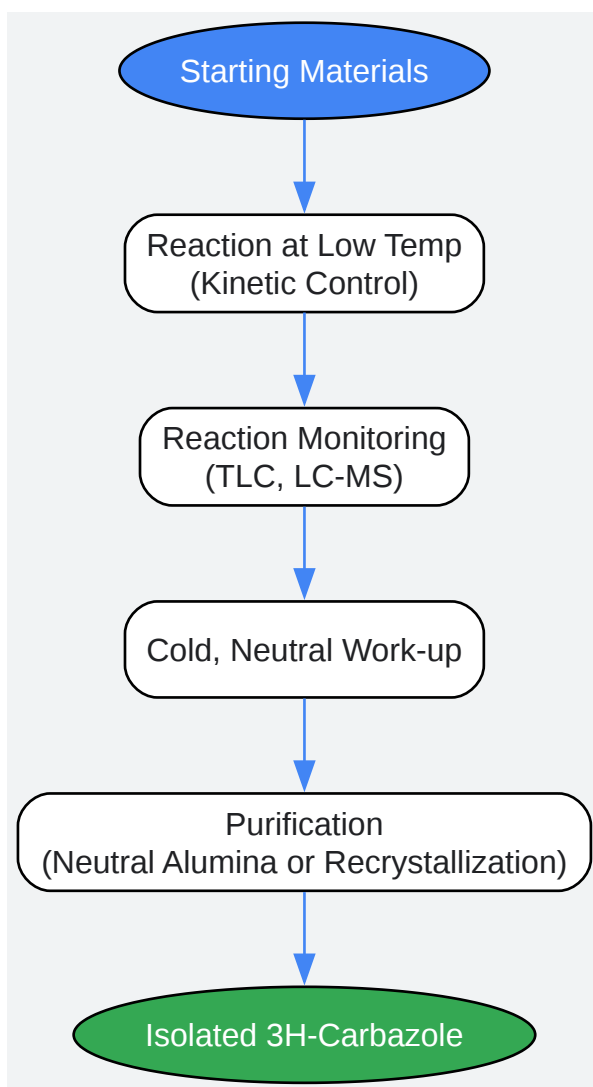 Starting Materials
Reaction at Low Temp
(Kinetic Control)
Reaction Monitoring
(TLC, LC-MS)
Cold, Neutral Work-up
Purification
(Neutral Alumina or Recrystallization)
Isolated 3H-Carbazole